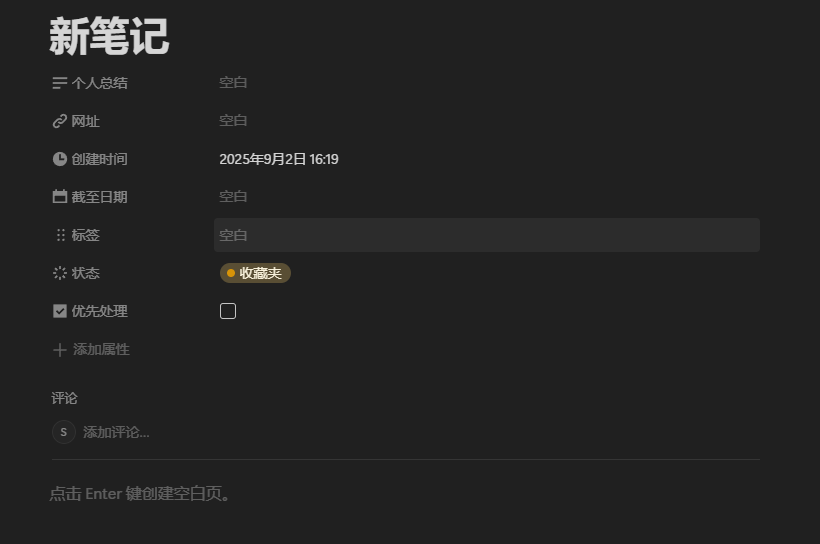 新笔记
个人总结 空白
网址 空白
创建时间 2025年9月2日 16:19
截至日期 空白
标签 空白
状态 收藏夹
优先处理
添加属性
评论
S 添加评论...
点击 Enter 键创建空白页。